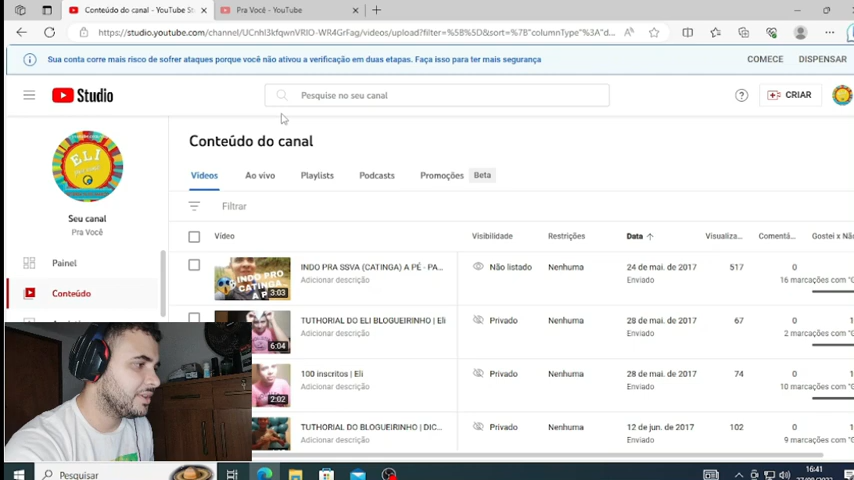 Conteúdo do canal - YouTube St
Pra Você - YouTube
https://studio.youtube.com/channel/UCnhl3kfqwnVRIO-WR4GrFag/videos/upload?filter=%5B%5D&sort=%7B"columnType"%3A"d...
Sua conta corre mais risco de sofrer ataques porque você não ativou a verificação em duas etapas. Faça isso para ter mais segurança
COMECE
DISPENSAR
Studio
Pesquise no seu canal
CRIAR
Conteúdo do canal
ELI
Vídeos
Ao vivo
Playlists
Podcasts
Promoções
Beta
Filtrar
Seu canal
Pra Você
Vídeo
Visibilidade
Restrições
Data
Visualiza...
Comentá...
Gostei x Nã
Painel
Conteúdo
INDO PRO
CATINGA
A P
3:03
INDO PRA SSVA (CATINGA) A PÉ - PA...
Adicionar descrição
Não listado
Nenhuma
24 de mai. de 2017
Enviado
517
0
16 marcações com "
6:04
TUTHORIAL DO ELI BLOGUEIRINHO | Eli
Adicionar descrição
Privado
Nenhuma
28 de mai. de 2017
Enviado
67
0
2 marcações com "
2:02
100 inscritos | Eli
Adicionar descrição
Privado
Nenhuma
28 de mai. de 2017
Enviado
74
0
10 marcações com "
TUTHORIAL DO BLOGUEIRINHO | DIC...
Adicionar descrição
Privado
Nenhuma
12 de jun. de 2017
Enviado
102
0
9 marcações com "
Pesquisar
16:41